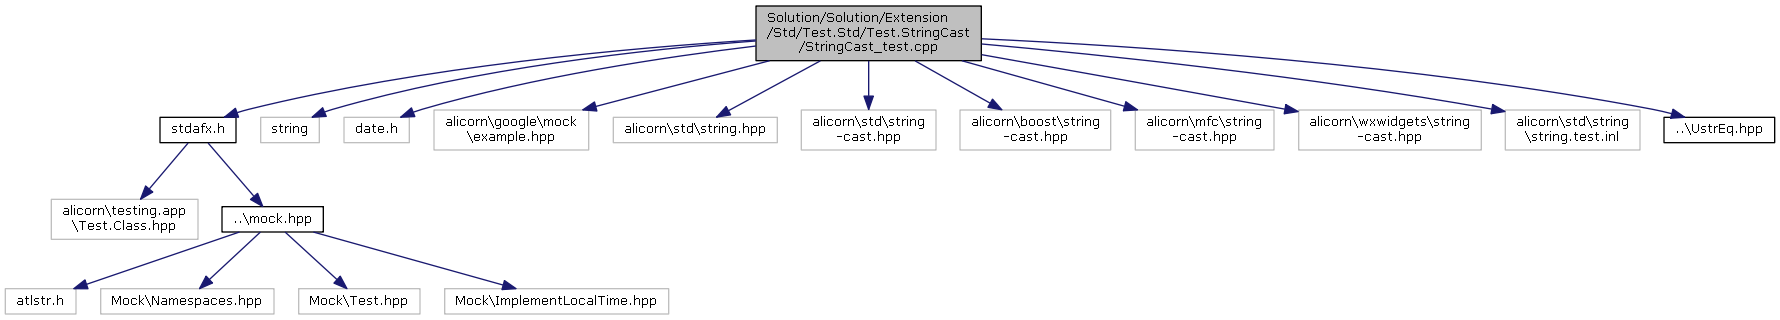 Solution/Solution/Extension
/Std/Test.Std/Test.StringCast
/StringCast_test.cpp
stdafx.h
string
date.h
alicorn\google\mock
\example.hpp
alicorn\std\string.hpp
alicorn\std\string
-cast.hpp
alicorn\boost\string
-cast.hpp
alicorn\mfc\string
-cast.hpp
alicorn\wxwidgets\string
-cast.hpp
alicorn\std\string
\string.test.inl
..\UstrEq.hpp
alicorn\testing.app
\Test.Class.hpp
..\mock.hpp
atlstr.h
Mock\Namespaces.hpp
Mock\Test.hpp
Mock\ImplementLocalTime.hpp